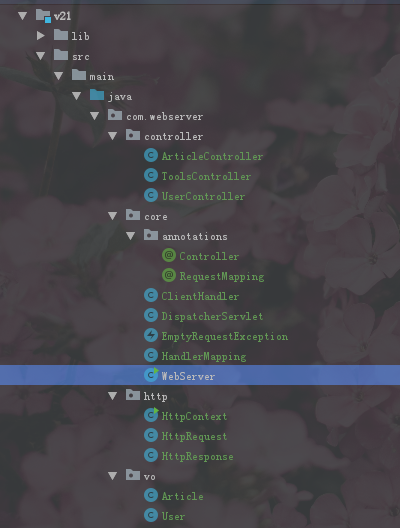 v21
lib
src
main
java
com.webserver
controller
ArticleController
ToolsController
UserController
core
annotations
Controller
RequestMapping
ClientHandler
DispatcherServlet
EmptyRequestException
HandlerMapping
WebServer
http
HttpContext
HttpRequest
HttpResponse
vo
Article
User